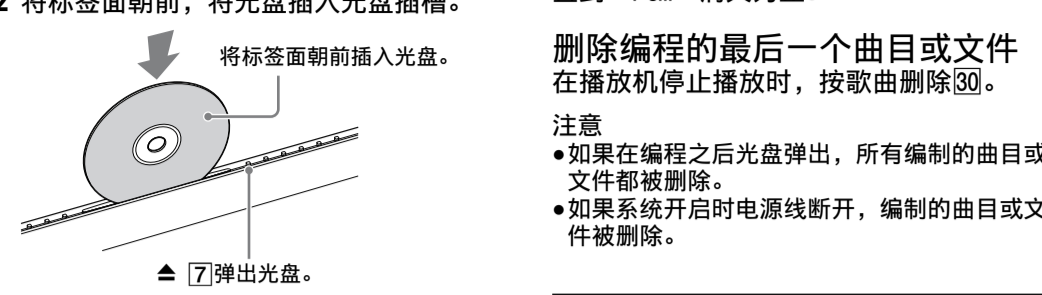 2 将标签面朝前，将光盘插入光盘插槽。
将标签面朝前插入光盘。
⏏ 7弹出光盘。
删除编程的最后一个曲目或文件
在播放机停止播放时，按歌曲删除30。
注意
•如果在编程之后光盘弹出，所有编制的曲目或
文件都被删除。
•如果系统开启时电源线断开，编制的曲目或文
件被删除。